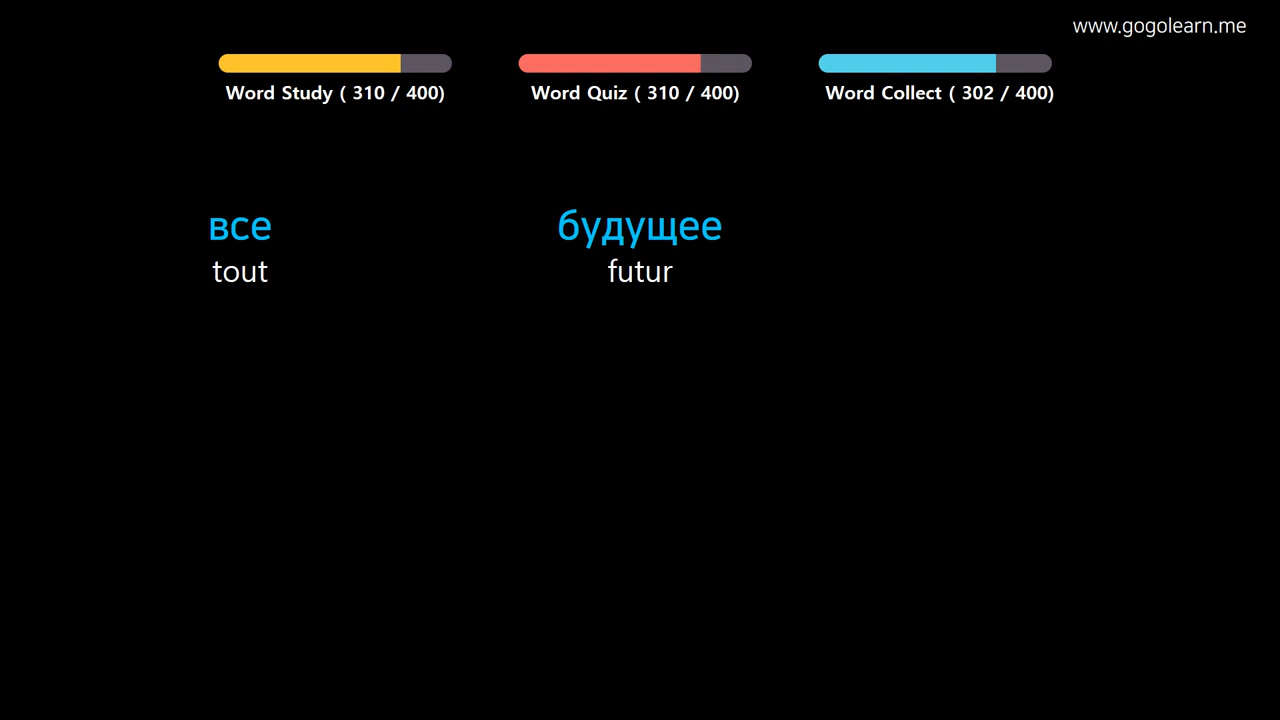 www.gogolearn.me
Word Study ( 310 / 400)
Word Quiz ( 310 / 400)
Word Collect ( 302 / 400)
все
tout
будущее
futur